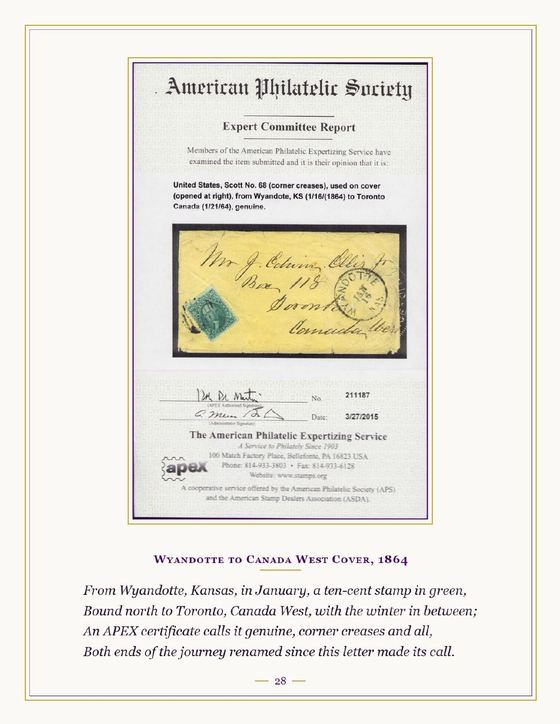 American Philatelic Society
Expert Committee Report
Members of the American Philatelic Expertizing Service have
examined the item submitted and it is their opinion that it is:
United States, Scott No. 68 (corner creases), used on cover
(opened at right), from Wyandote, KS (1/16/(1864) to Toronto
Canada (1/21/64), genuine.
Mr J. Edwin Ellis
Box 118
Toronto
Canada West
WYANDOTTE
JAN
KAS
No. 211187
(APEX Authorized Signature)
Date: 3/27/2015
(Administrator Signature)
The American Philatelic Expertizing Service
A Service to Philately Since 1903
100 Match Factory Place, Bellefonte, PA 16823 USA
Phone: 814-933-3803 • Fax: 814-933-6128
Website: www.stamps.org
apex
A cooperative service offered by the American Philatelic Society (APS)
and the American Stamp Dealers Association (ASDA).
Wyandotte to Canada West Cover, 1864
From Wyandotte, Kansas, in January, a ten-cent stamp in green,
Bound north to Toronto, Canada West, with the winter in between;
An APEX certificate calls it genuine, corner creases and all,
Both ends of the journey renamed since this letter made its call.
— 28 —